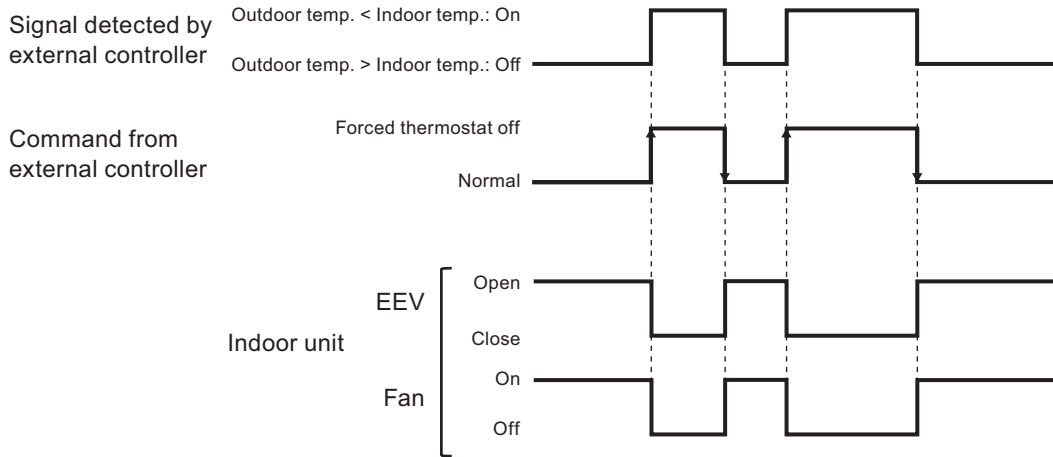 Signal detected by
external controller
Outdoor temp. < Indoor temp.: On
Outdoor temp. > Indoor temp.: Off
Command from
external controller
Forced thermostat off
Normal
Indoor unit
EEV
Open
Close
Fan
On
Off